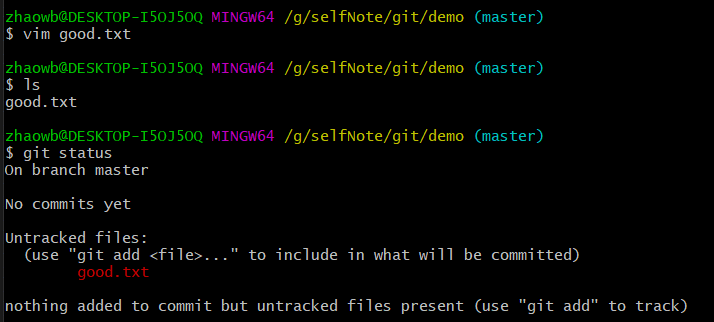 zhaowb@DESKTOP-I5OJ5OQ MINGW64 /g/selfNote/git/demo (master)
$ vim good.txt
zhaowb@DESKTOP-I5OJ5OQ MINGW64 /g/selfNote/git/demo (master)
$ ls
good.txt
zhaowb@DESKTOP-I5OJ5OQ MINGW64 /g/selfNote/git/demo (master)
$ git status
On branch master
No commits yet
Untracked files:
(use "git add <file>..." to include in what will be committed)
good.txt
nothing added to commit but untracked files present (use "git add" to track)